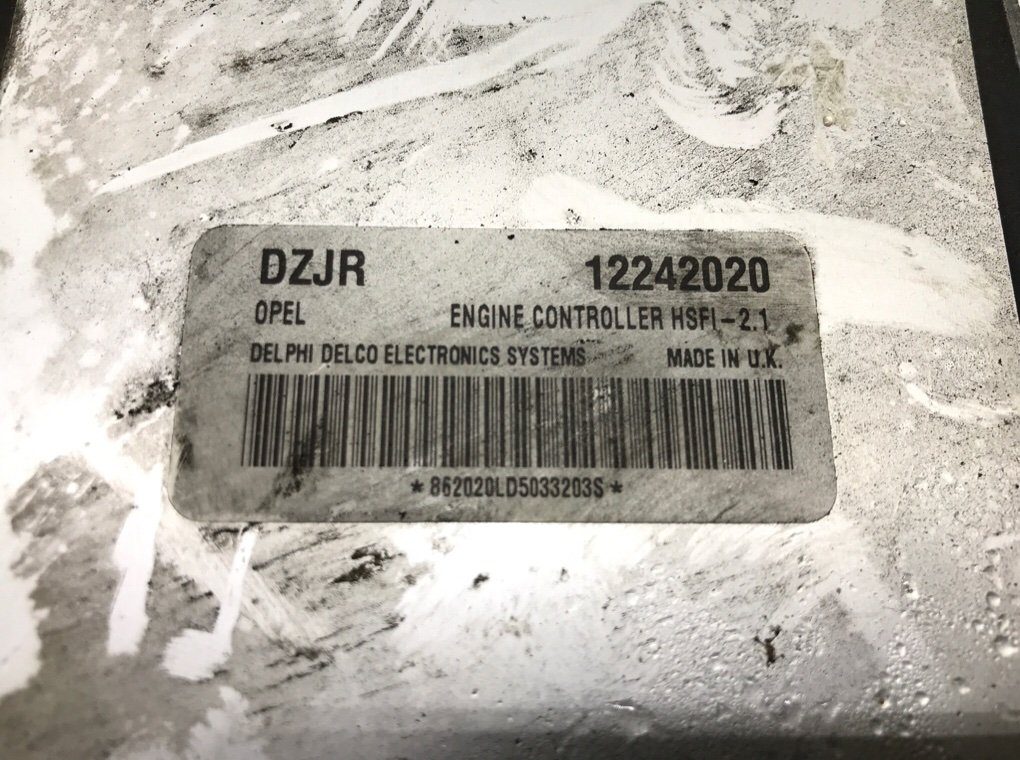 DZJR 12242020
OPEL ENGINE CONTROLLER HSFI-2.1
DELPHI DELCO ELECTRONICS SYSTEMS MADE IN U.K.
*862020LD5033203S*